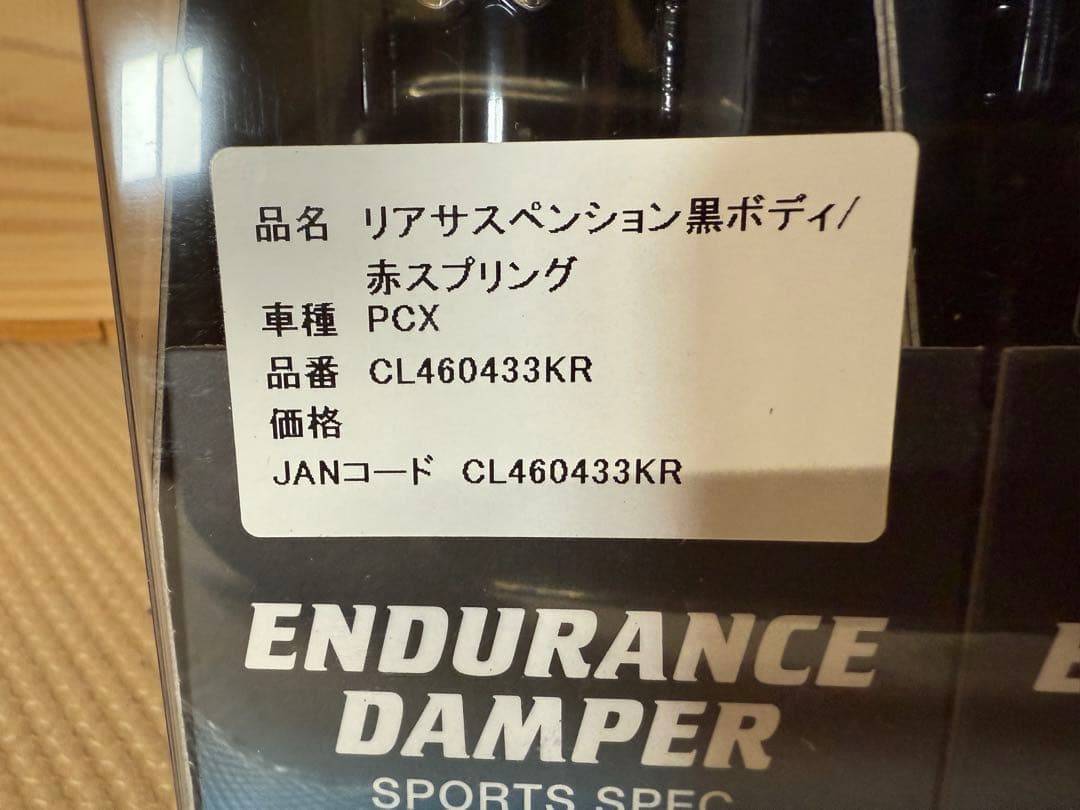 品名 リアサスペンション黒ボディ/
赤スプリング
車種 PCX
品番 CL460433KR
価格
JANコード CL460433KR
ENDURANCE
DAMPER
SPORTS SPEC